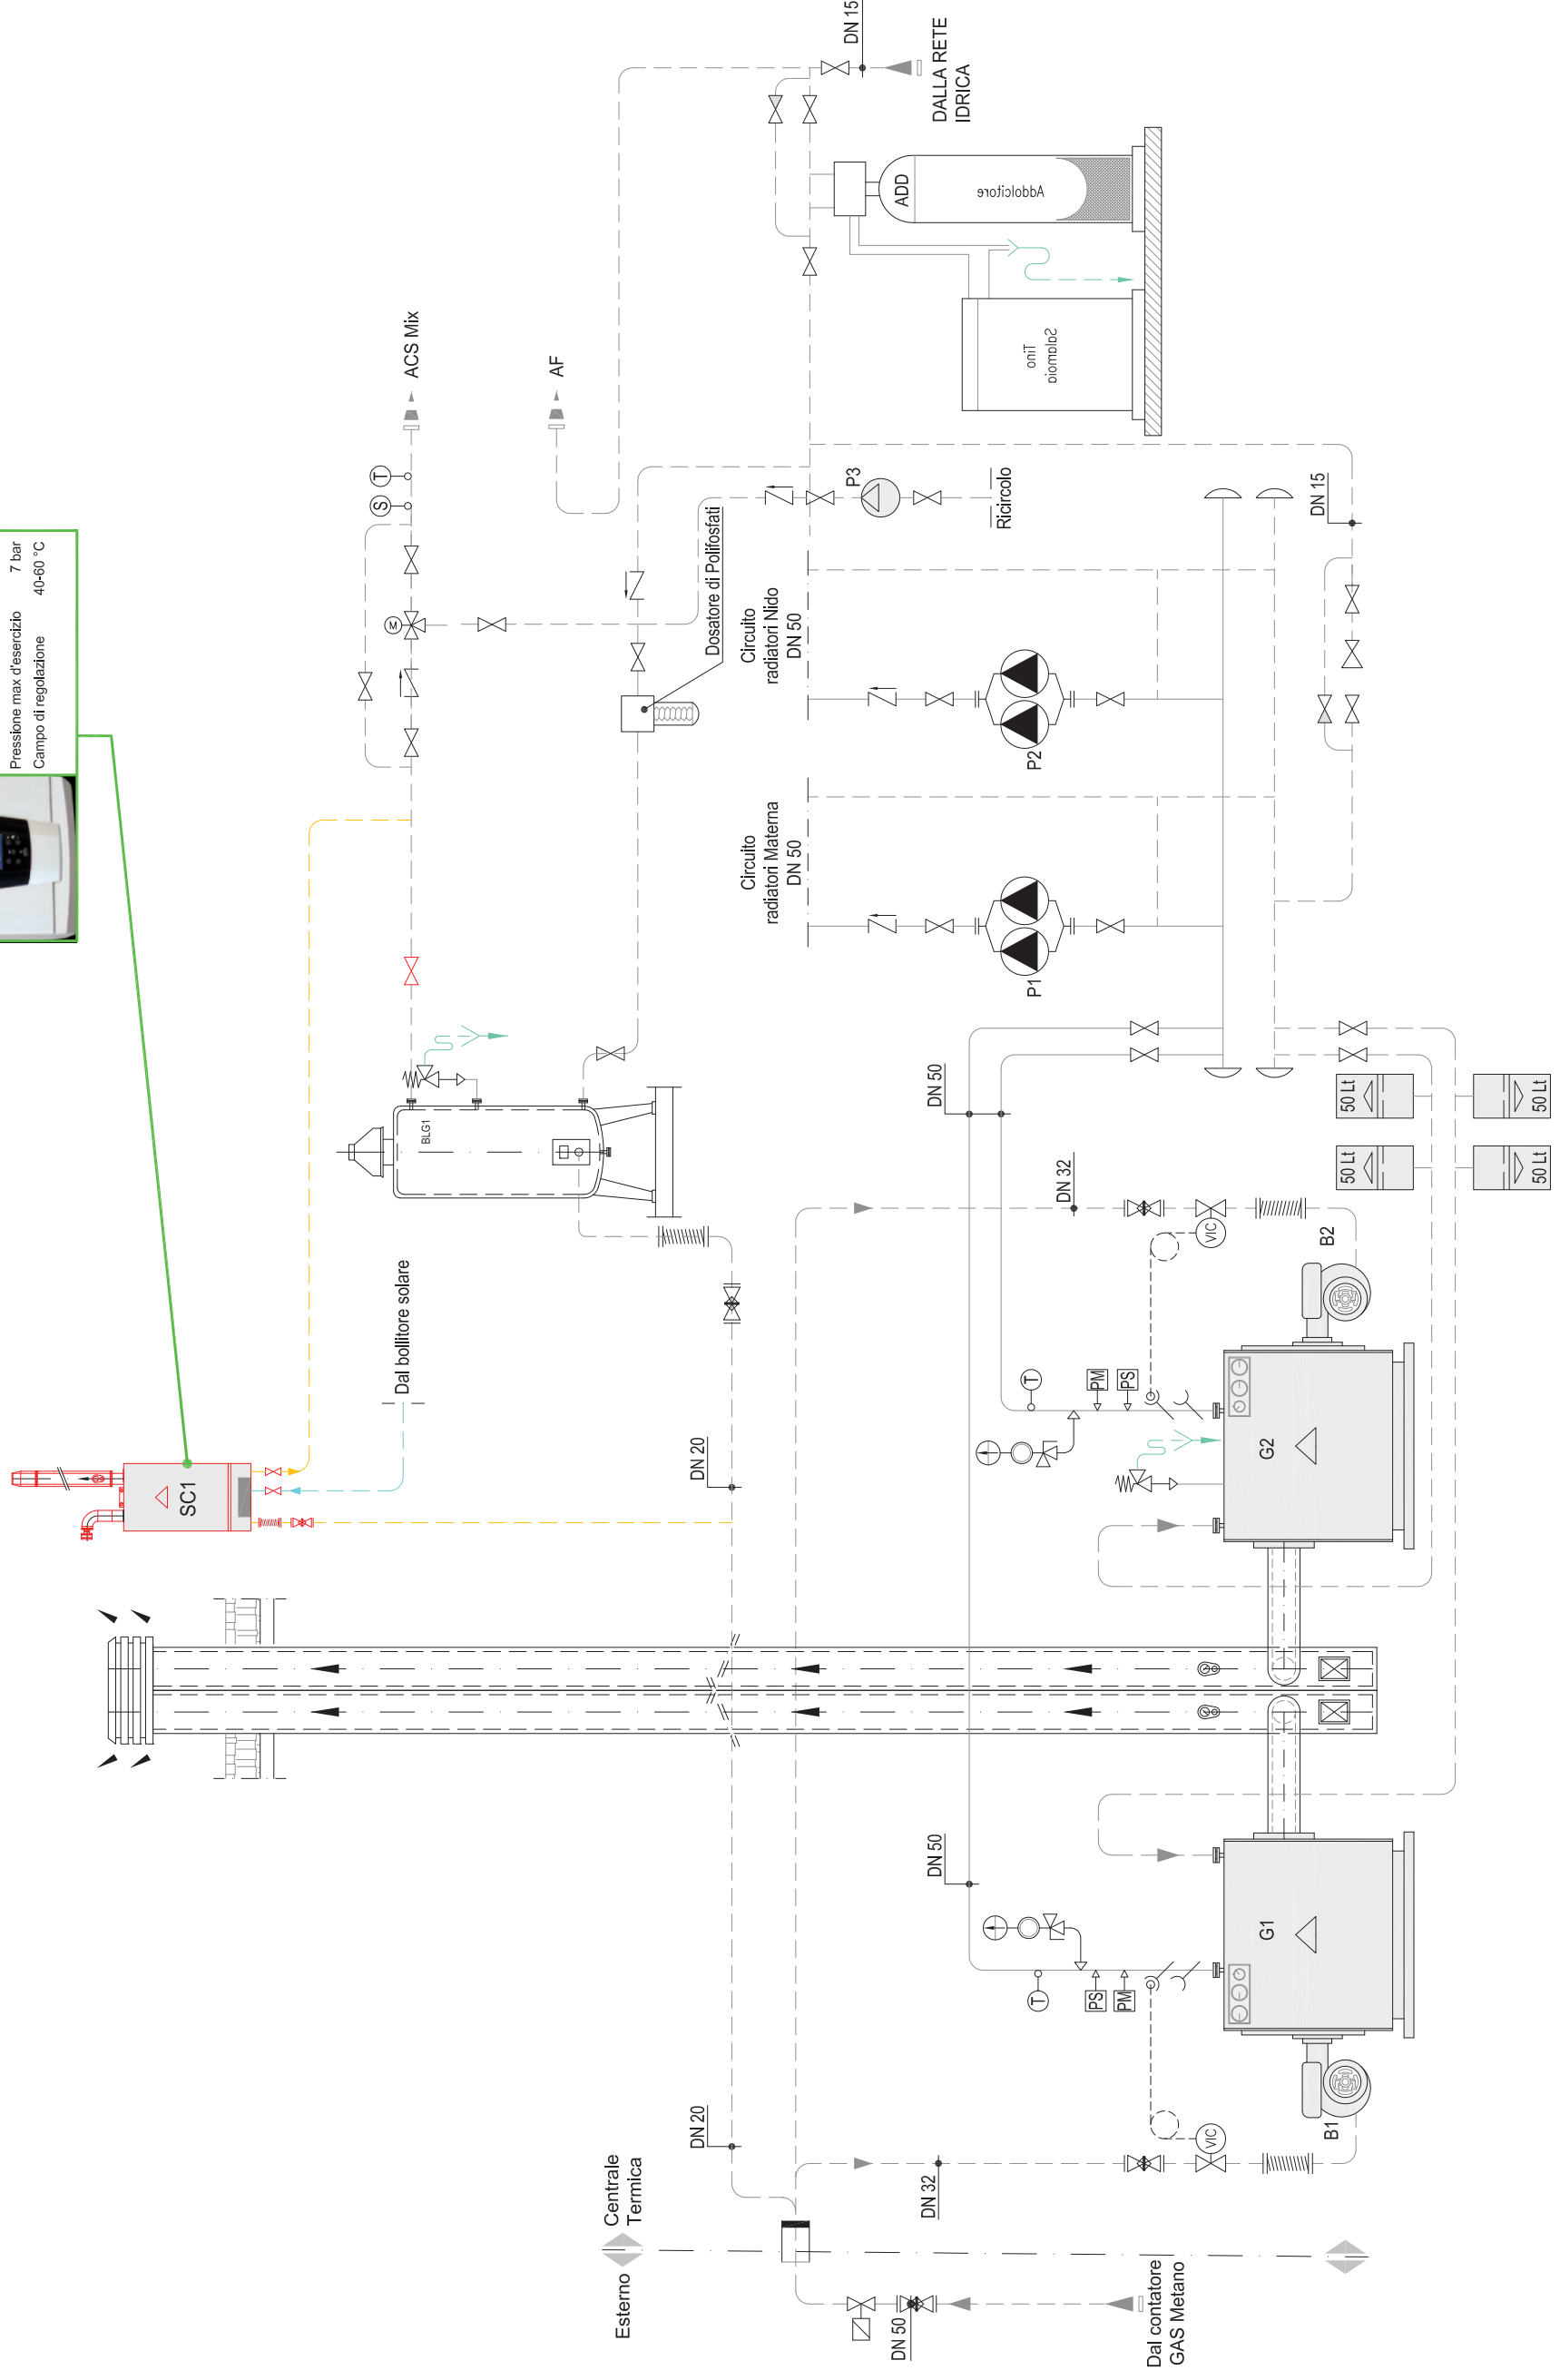 Pressione max d'esercizio 7 bar
Campo di regolazione 40-60 °C
SC1
Dal bollitore solare
ACS Mix
T
S
M
BLG1
AF
Esterno
Centrale
Termica
DN 20
DN 20
Dosatore di Polifosfati
Circuito
radiatori Materna
DN 50
Circuito
radiatori Nido
DN 50
P3
Ricircolo
DN 15
DALLA RETE
IDRICA
ADD
Addolcitore
Tino
Salamoia
DN 50
DN 32
DN 50
DN 50
DN 32
P1
P2
T
PS
PM
T
PM
PS
VIC
VIC
Dal contatore
GAS Metano
G1
G2
B1
B2
DN 15
50 Lt
50 Lt
50 Lt
50 Lt